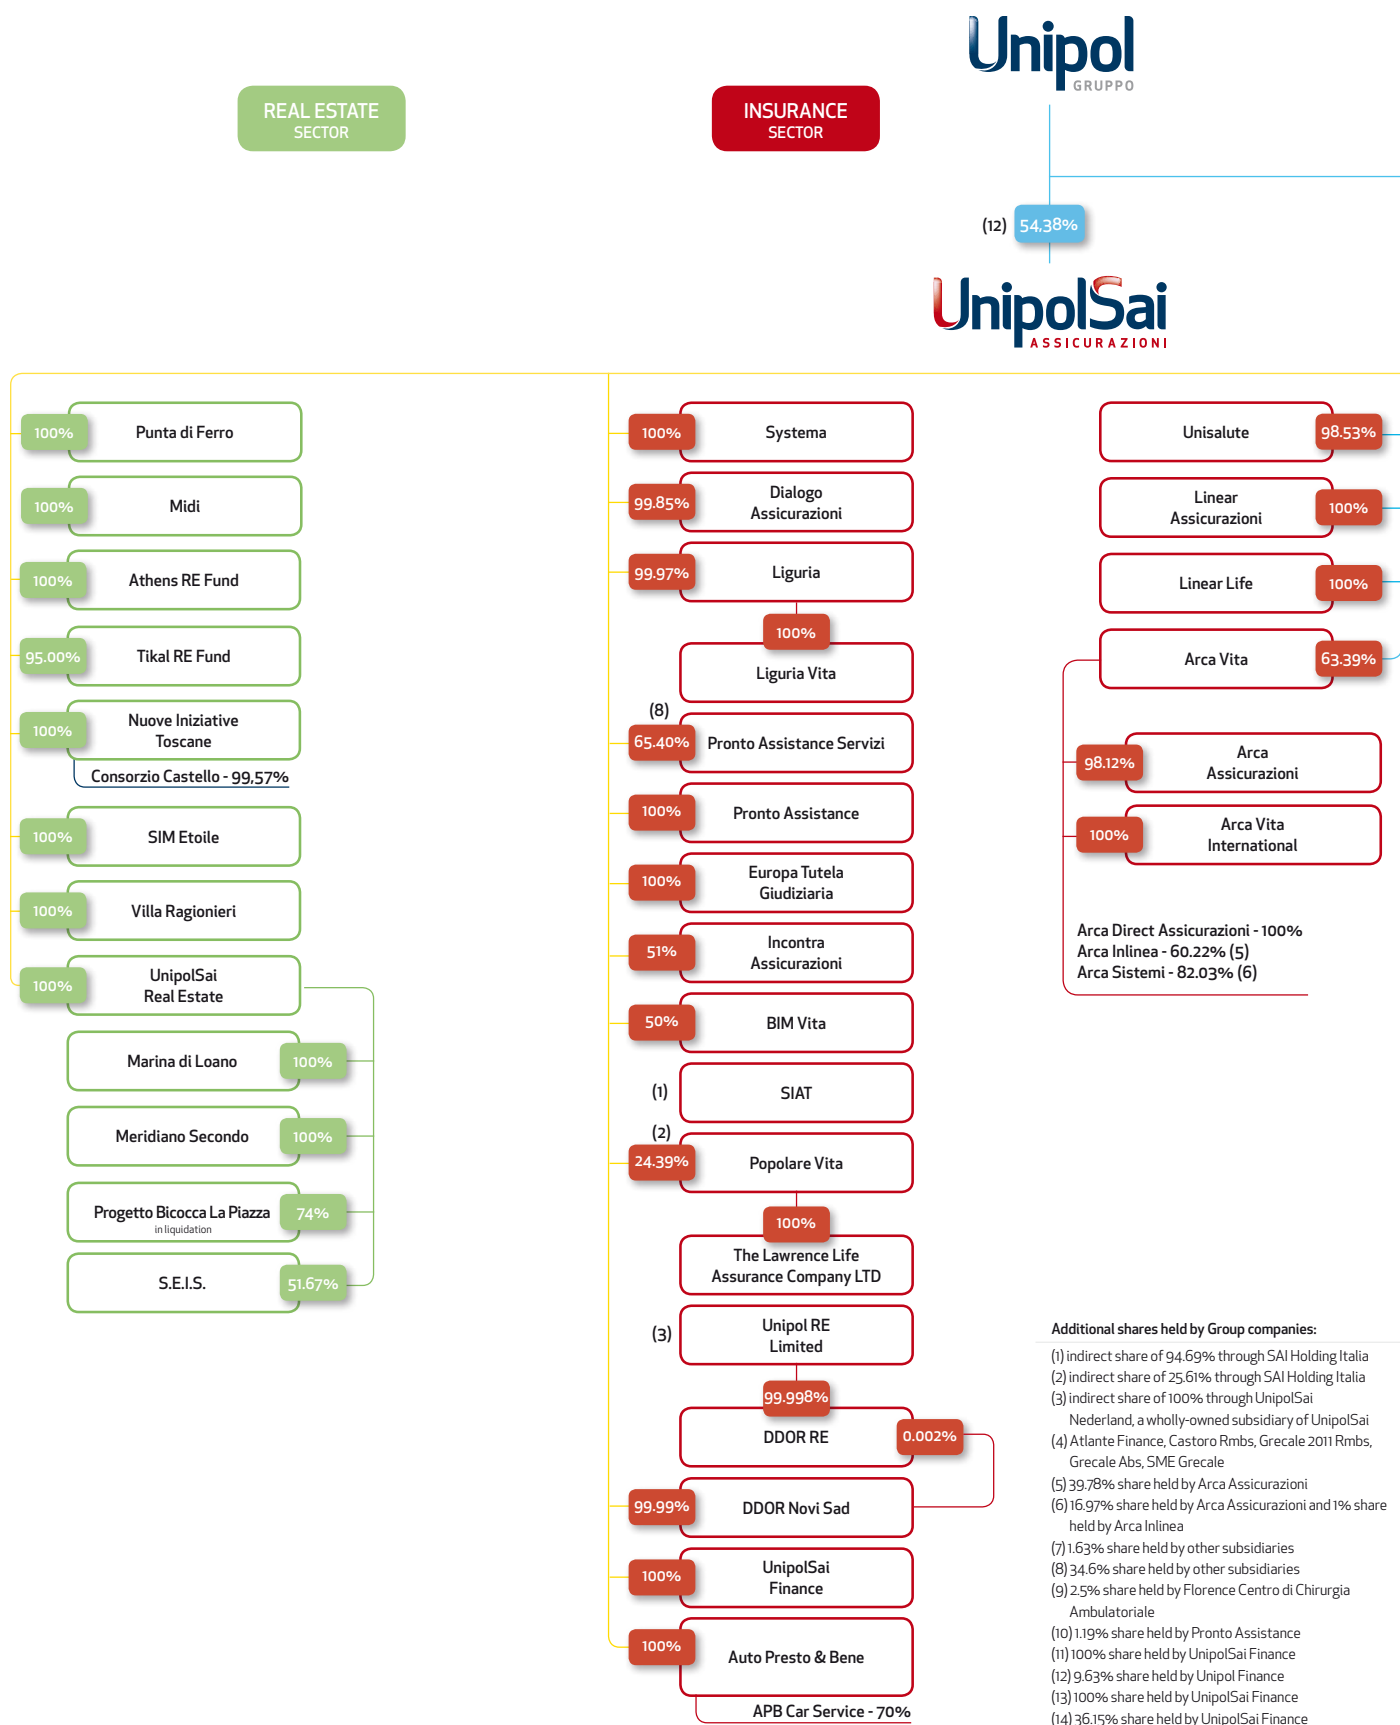 Unipol
GRUPPO
REAL ESTATE
SECTOR
INSURANCE
SECTOR
(12) 54,38%
UnipolSai
ASSICURAZIONI
100% Punta di Ferro
100% Midi
100% Athens RE Fund
95.00% Tikal RE Fund
100% Nuove Iniziative
Toscane
Consorzio Castello - 99,57%
100% SIM Etoile
100% Villa Ragionieri
100% UnipolSai
Real Estate
Marina di Loano 100%
Meridiano Secondo 100%
Progetto Bicocca La Piazza 74%
in liquidation
S.E.I.S. 51.67%
100% Systema
99.85% Dialogo
Assicurazioni
99.97% Liguria
100%
Liguria Vita
(8)
65.40% Pronto Assistance Servizi
100% Pronto Assistance
100% Europa Tutela
Giudiziaria
51% Incontra
Assicurazioni
50% BIM Vita
(1) SIAT
(2)
24.39% Popolare Vita
100%
The Lawrence Life
Assurance Company LTD
(3) Unipol RE
Limited
99.998%
DDOR RE 0.002%
99.99% DDOR Novi Sad
100% UnipolSai
Finance
100% Auto Presto & Bene
APB Car Service - 70%
Unisalute 98.53%
Linear
Assicurazioni 100%
Linear Life 100%
Arca Vita 63.39%
98.12% Arca
Assicurazioni
100% Arca Vita
International
Arca Direct Assicurazioni - 100%
Arca Inlinea - 60.22% (5)
Arca Sistemi - 82.03% (6)
Additional shares held by Group companies:
(1) indirect share of 94.69% through SAI Holding Italia
(2) indirect share of 25.61% through SAI Holding Italia
(3) indirect share of 100% through UnipolSai
Nederland, a wholly-owned subsidiary of UnipolSai
(4) Atlante Finance, Castoro Rmbs, Grecale 2011 Rmbs,
Grecale Abs, SME Grecale
(5) 39.78% share held by Arca Assicurazioni
(6) 16.97% share held by Arca Assicurazioni and 1% share
held by Arca Inlinea
(7) 1.63% share held by other subsidiaries
(8) 34.6% share held by other subsidiaries
(9) 2.5% share held by Florence Centro di Chirurgia
Ambulatoriale
(10) 1.19% share held by Pronto Assistance
(11) 100% share held by UnipolSai Finance
(12) 9.63% share held by Unipol Finance
(13) 100% share held by UnipolSai Finance
(14) 36.15% share held by UnipolSai Finance